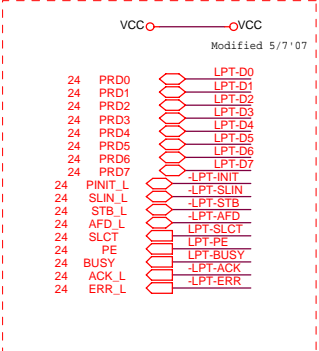 VCC VCC
Modified 5/7'07
24 PRD0 LPT-D0
24 PRD1 LPT-D1
24 PRD2 LPT-D2
24 PRD3 LPT-D3
24 PRD4 LPT-D4
24 PRD5 LPT-D5
24 PRD6 LPT-D6
24 PRD7 LPT-D7
24 PINIT_L -LPT-INIT
24 SLIN_L -LPT-SLIN
24 STB_L -LPT-STB
24 AFD_L -LPT-AFD
24 SLCT LPT-SLCT
24 PE LPT-PE
24 BUSY LPT-BUSY
24 ACK_L -LPT-ACK
24 ERR_L -LPT-ERR